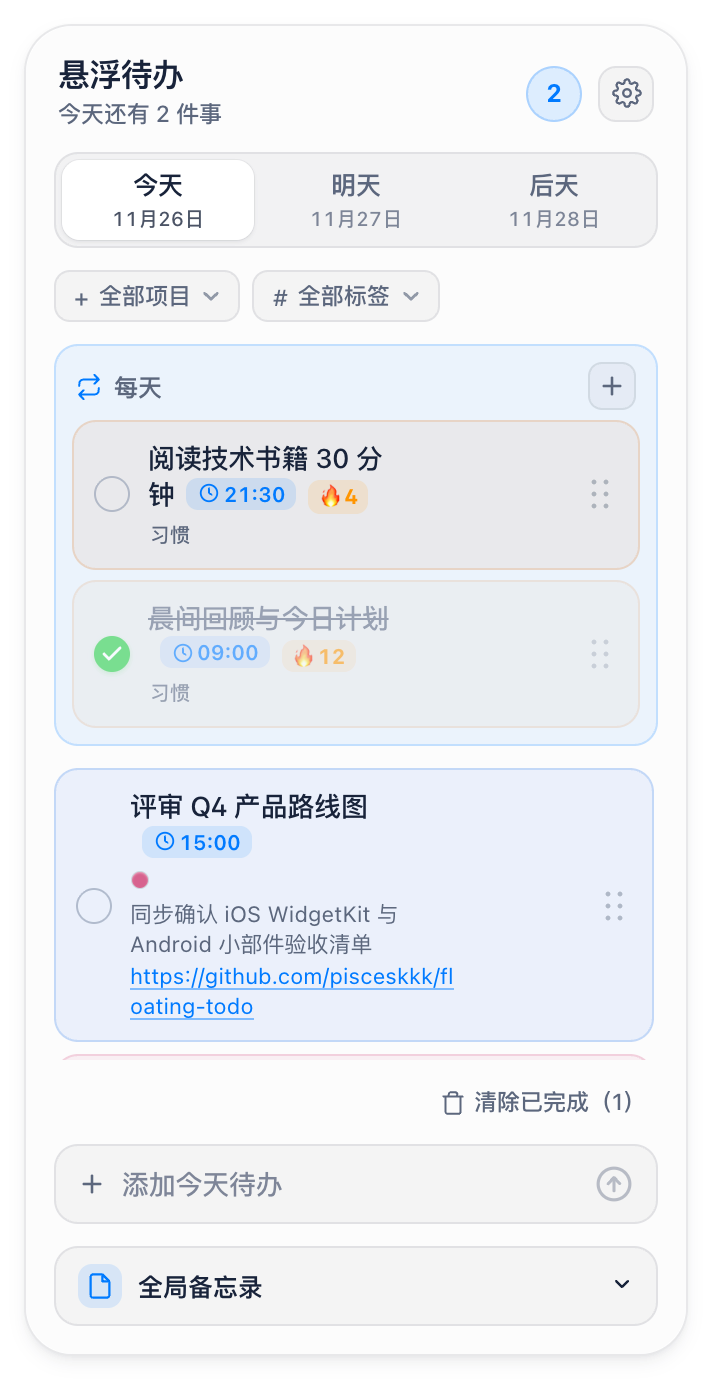 悬浮待办
今天还有 2 件事
2
今天
11月26日
明天
11月27日
后天
11月28日
+ 全部项目
# 全部标签
每天
阅读技术书籍 30 分
钟 21:30 🔥4
习惯
晨间回顾与今日计划
09:00 🔥12
习惯
评审 Q4 产品路线图
15:00
同步确认 iOS WidgetKit 与
Android 小部件验收清单
https://github.com/pisceskkk/fl
oating-todo
清除已完成（1）
添加今天待办
全局备忘录